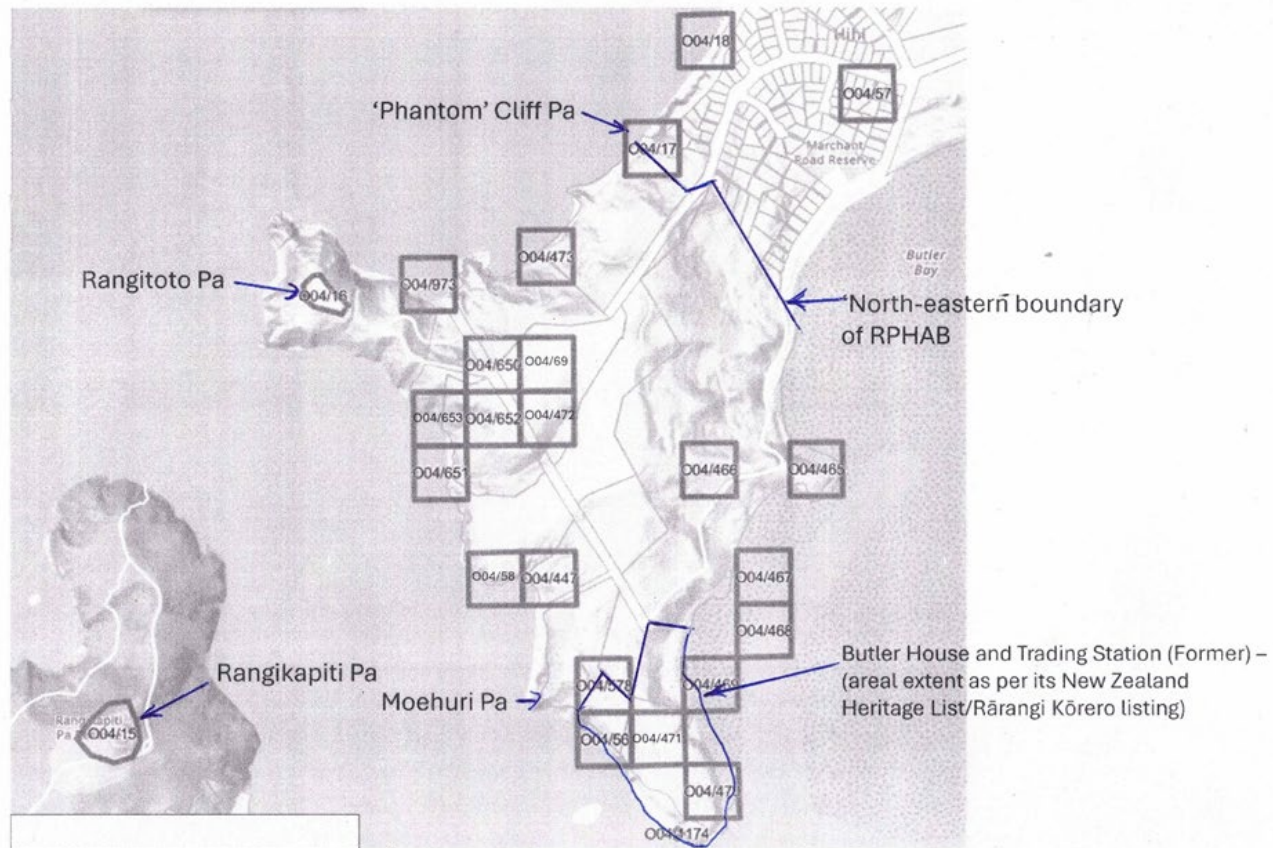 O04/18
Hihi
O04/57
'Phantom' Cliff Pa
O04/17
Marchant
Road Reserve
O04/473
Butler
Bay
Rangitoto Pa
O04/16
O04/973
'North-eastern boundary
of RPHAB
O04/650
O04/69
O04/653
O04/652
O04/472
O04/651
O04/466
O04/465
O04/58
O04/447
O04/467
O04/468
Butler House and Trading Station (Former) –
(areal extent as per its New Zealand
Heritage List/Rārangi Kōrero listing)
Rangikapiti Pa
Moehuri Pa
O04/578
O04/469
Rangikapiti
Pa
O04/15
O04/56
O04/471
O04/47
O04/1174